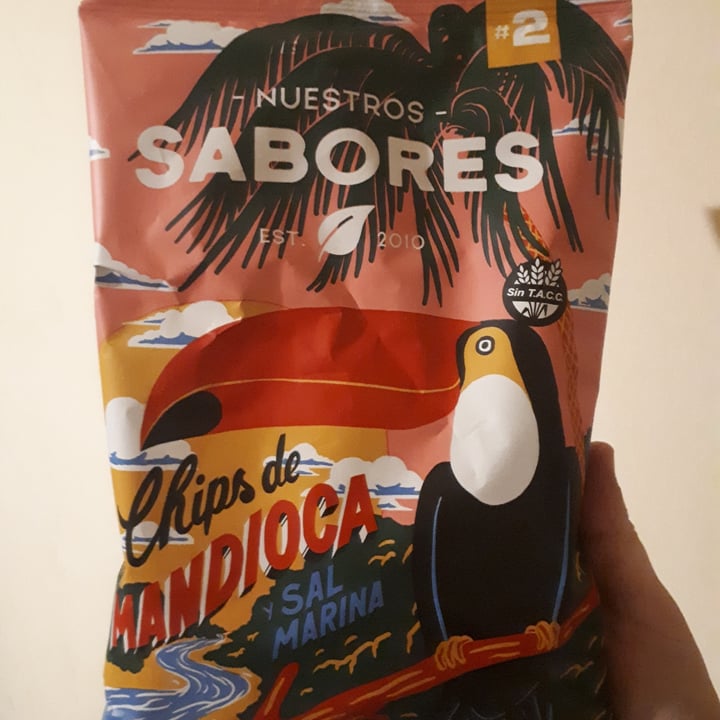 #2
- NUESTROS -
SABORES
EST. 2010
Sin T.A.C.C.
Chips de
MANDIOCA
Y SAL
MARINA